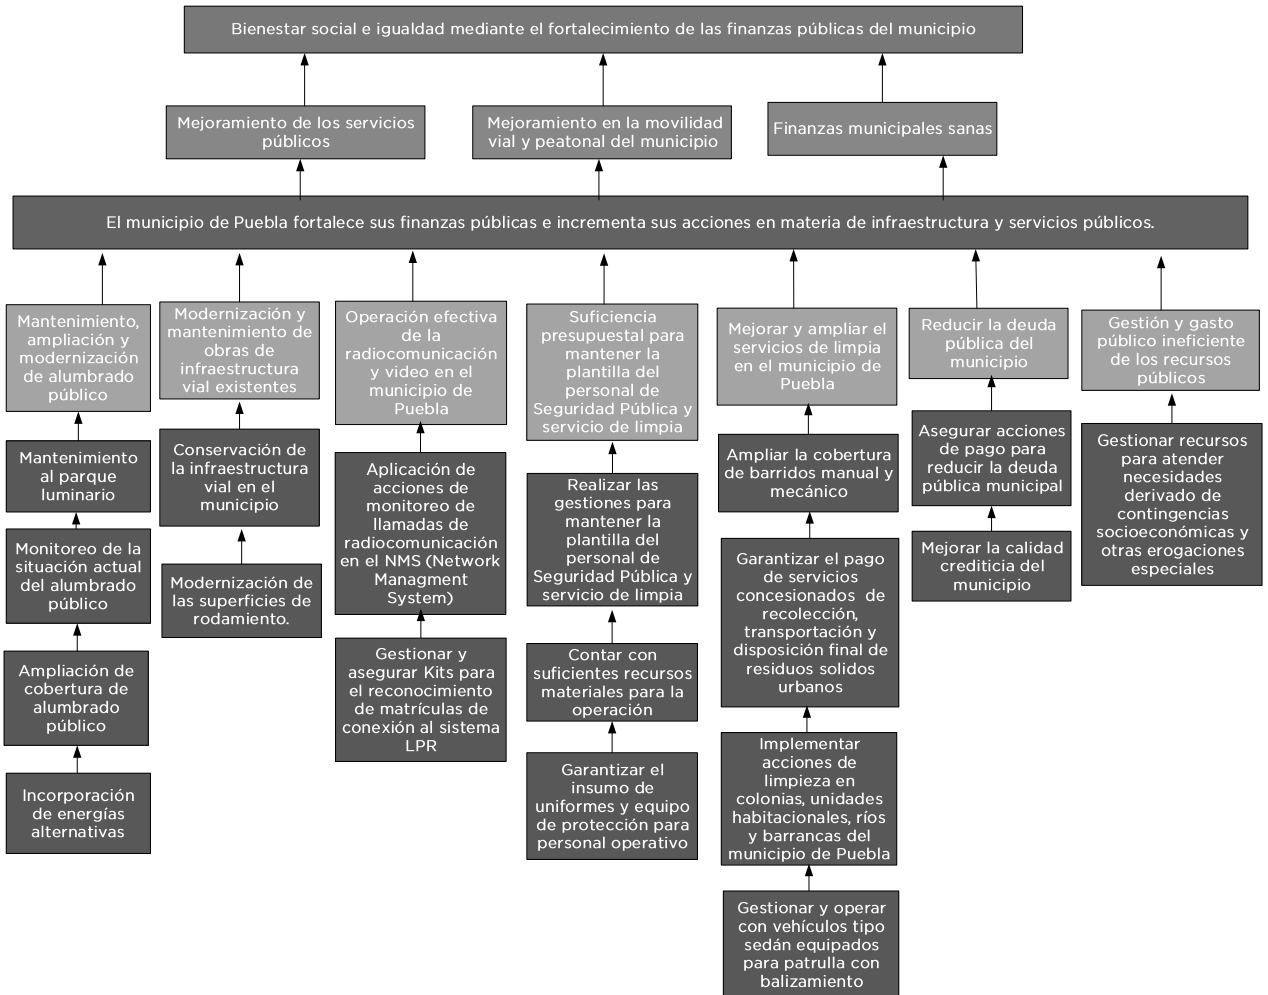 Bienestar social e igualdad mediante el fortalecimiento de las finanzas públicas del municipio
Mejoramiento de los servicios
públicos
Mejoramiento en la movilidad
vial y peatonal del municipio
Finanzas municipales sanas
El municipio de Puebla fortalece sus finanzas públicas e incrementa sus acciones en materia de infraestructura y servicios públicos.
Mantenimiento,
ampliación y
modernización
de alumbrado
público
Mantenimiento
al parque
luminario
Monitoreo de la
situación actual
del alumbrado
público
Ampliación de
cobertura de
alumbrado
público
Incorporación
de energías
alternativas
Modernización y
mantenimiento de
obras de
infraestructura
vial existentes
Conservación de
la infraestructura
vial en el
municipio
Modernización de
las superficies de
rodamiento.
Operación efectiva
de la
radiocomunicación
y video en el
municipio de
Puebla
Aplicación de
acciones de
monitoreo de
llamadas de
radiocomunicación
en el NMS (Network
Managment
System)
Gestionar y
asegurar Kits para
el reconocimiento
de matrículas de
conexión al sistema
LPR
Suficiencia
presupuestal para
mantener la
plantilla del
personal de
Seguridad Pública y
servicio de limpia
Realizar las
gestiones para
mantener la
plantilla del
personal de
Seguridad Pública y
servicio de limpia
Contar con
suficientes recursos
materiales para la
operación
Garantizar el
insumo de
uniformes y equipo
de protección para
personal operativo
Mejorar y ampliar el
servicios de limpia
en el municipio de
Puebla
Ampliar la cobertura
de barridos manual y
mecánico
Garantizar el pago
de servicios
concesionados de
recolección,
transportación y
disposición final de
residuos solidos
urbanos
Implementar
acciones de
limpieza en
colonias, unidades
habitacionales, ríos
y barrancas del
municipio de Puebla
Gestionar y operar
con vehículos tipo
sedán equipados
para patrulla con
balizamiento
Reducir la deuda
pública del
municipio
Asegurar acciones
de pago para
reducir la deuda
pública municipal
Mejorar la calidad
crediticia del
municipio
Gestión y gasto
público ineficiente
de los recursos
públicos
Gestionar recursos
para atender
necesidades
derivado de
contingencias
socioeconómicas y
otras erogaciones
especiales